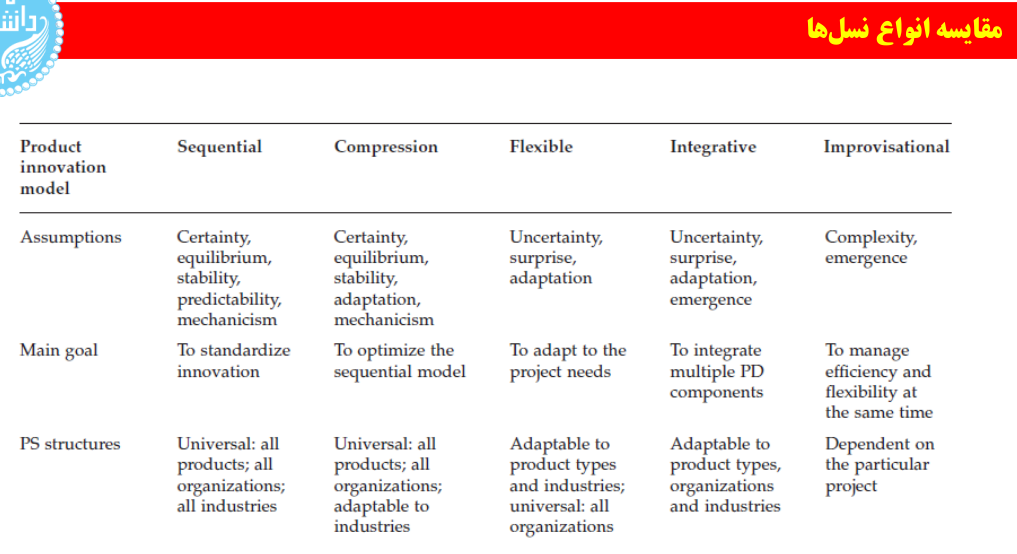 مقایسه انواع نسل‌ها
Product innovation model Sequential Compression Flexible Integrative Improvisational
Assumptions
Certainty,
equilibrium,
stability,
predictability,
mechanicism
Certainty,
equilibrium,
stability,
adaptation,
mechanicism
Uncertainty,
surprise,
adaptation
Uncertainty,
surprise,
adaptation,
emergence
Complexity,
emergence
Main goal
To standardize
innovation
To optimize the
sequential model
To adapt to the
project needs
To integrate
multiple PD
components
To manage
efficiency and
flexibility at
the same time
PS structures
Universal: all
products; all
organizations;
all industries
Universal: all
products; all
organizations;
adaptable to
industries
Adaptable to
product types
and industries;
universal: all
organizations
Adaptable to
product types,
organizations
and industries
Dependent on
the particular
project